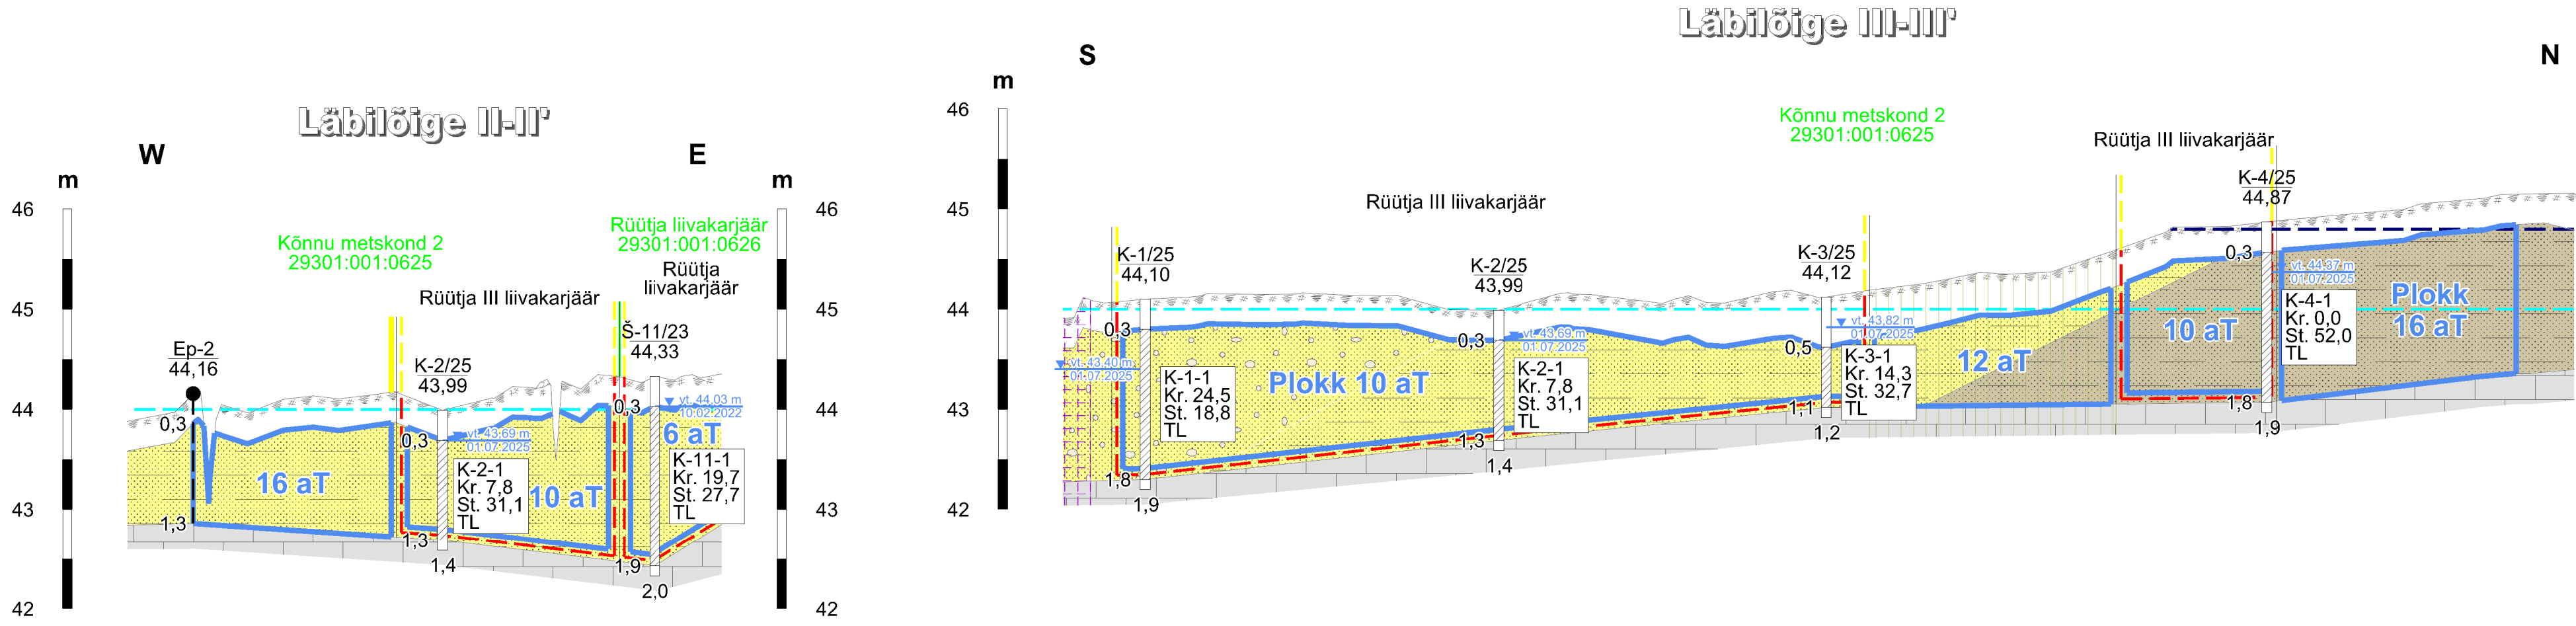 Läbilõige II-II'
W
E
m
m
46
45
44
43
42
46
45
44
43
42
Kõnnu metskond 2
29301:001:0625
Rüütja III liivakarjäär
Rüütja liivakarjäär
29301:001:0626
Rüütja
liivakarjäär
Ep-2
44,16
K-2/25
43,99
Š-11/23
44,33
0,3
1,3
16 aT
0,3
1,3
1,4
vt. 43.69 m
01.07.2025
K-2-1
Kr. 7,8
St. 31,1
TL
10 aT
0,3
1,9
2,0
vt. 44,03 m
10.02.2022
6 aT
K-11-1
Kr. 19,7
St. 27,7
TL
Läbilõige III-III'
S
N
m
46
45
44
43
42
Rüütja III liivakarjäär
Kõnnu metskond 2
29301:001:0625
Rüütja III liivakarjäär
K-1/25
44,10
K-2/25
43,99
K-3/25
44,12
K-4/25
44,87
vt. 43.40 m
01.07.2025
0,3
1,8
1,9
K-1-1
Kr. 24,5
St. 18,8
TL
Plokk 10 aT
0,3
1,3
1,4
vt. 43.69 m
01.07.2025
K-2-1
Kr. 7,8
St. 31,1
TL
0,5
1,1
1,2
vt. 43.82 m
01.07.2025
K-3-1
Kr. 14,3
St. 32,7
TL
12 aT
10 aT
0,3
1,8
1,9
vt. 44.37 m
01.07.2025
K-4-1
Kr. 0,0
St. 52,0
TL
Plokk
16 aT